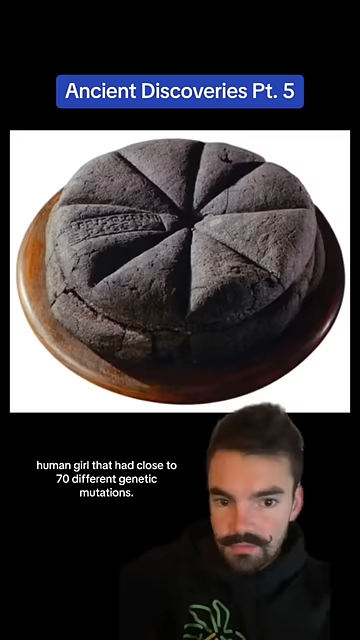 Ancient Discoveries Pt. 5
human girl that had close to
70 different genetic
mutations.